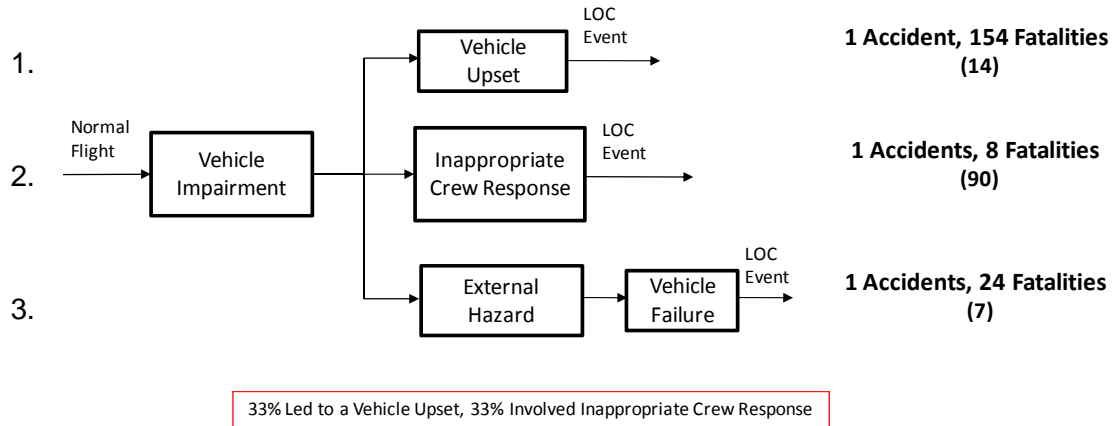 1.
Vehicle
Upset
LOC
Event
1 Accident, 154 Fatalities
(14)
2.
Normal
Flight
Vehicle
Impairment
Inappropriate
Crew Response
LOC
Event
1 Accidents, 8 Fatalities
(90)
3.
External
Hazard
Vehicle
Failure
LOC
Event
1 Accidents, 24 Fatalities
(7)
33% Led to a Vehicle Upset, 33% Involved Inappropriate Crew Response